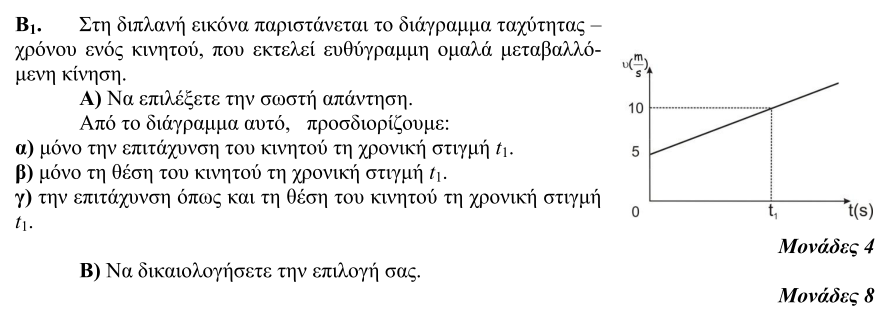 Β₁. Στη διπλανή εικόνα παριστάνεται το διάγραμμα ταχύτητας –
χρόνου ενός κινητού, που εκτελεί ευθύγραμμη ομαλά μεταβαλλό-
μενη κίνηση.
Α) Να επιλέξετε την σωστή απάντηση.
Από το διάγραμμα αυτό, προσδιορίζουμε:
α) μόνο την επιτάχυνση του κινητού τη χρονική στιγμή t₁.
β) μόνο τη θέση του κινητού τη χρονική στιγμή t₁.
γ) την επιτάχυνση όπως και τη θέση του κινητού τη χρονική στιγμή
t₁.
υ(m/s)
10
5
0
t₁
t(s)
Μονάδες 4
Β) Να δικαιολογήσετε την επιλογή σας.
Μονάδες 8